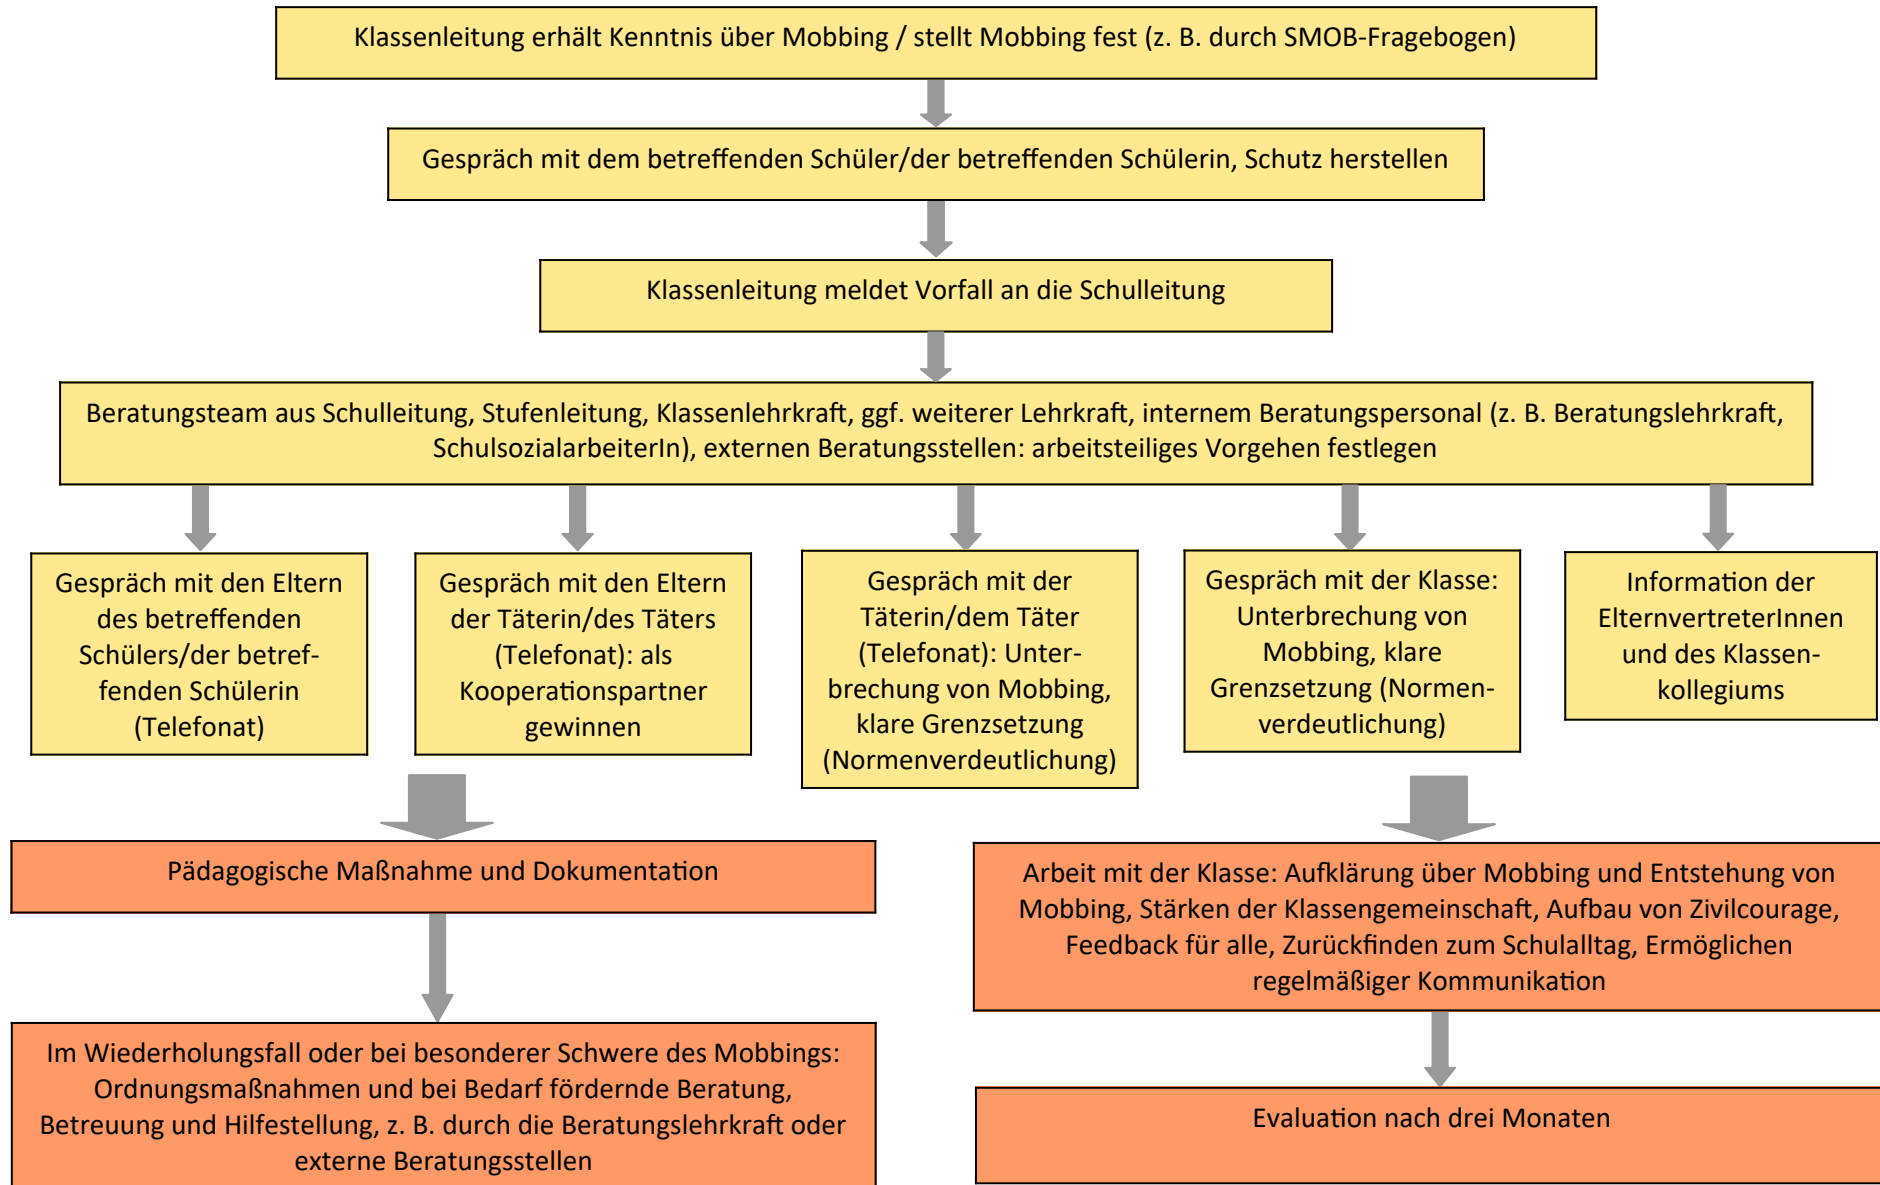 Klassenleitung erhält Kenntnis über Mobbing / stellt Mobbing fest (z. B. durch SMOB-Fragebogen)
Gespräch mit dem betreffenden Schüler/der betreffenden Schülerin, Schutz herstellen
Klassenleitung meldet Vorfall an die Schulleitung
Beratungsteam aus Schulleitung, Stufenleitung, Klassenlehrkraft, ggf. weiterer Lehrkraft, internem Beratungspersonal (z. B. Beratungslehrkraft,
SchulsozialarbeiterIn), externen Beratungsstellen: arbeitsteiliges Vorgehen festlegen
Gespräch mit den Eltern
des betreffenden
Schülers/der betref-
fenden Schülerin
(Telefonat)
Gespräch mit den Eltern
der Täterin/des Täters
(Telefonat): als
Kooperationspartner
gewinnen
Gespräch mit der
Täterin/dem Täter
(Telefonat): Unter-
brechung von Mobbing,
klare Grenzsetzung
(Normenverdeutlichung)
Gespräch mit der Klasse:
Unterbrechung von
Mobbing, klare
Grenzsetzung (Normen-
verdeutlichung)
Information der
ElternvertreterInnen
und des Klassen-
kollegiums
Pädagogische Maßnahme und Dokumentation
Im Wiederholungsfall oder bei besonderer Schwere des Mobbings:
Ordnungsmaßnahmen und bei Bedarf fördernde Beratung,
Betreuung und Hilfestellung, z. B. durch die Beratungslehrkraft oder
externe Beratungsstellen
Arbeit mit der Klasse: Aufklärung über Mobbing und Entstehung von
Mobbing, Stärken der Klassengemeinschaft, Aufbau von Zivilcourage,
Feedback für alle, Zurückfinden zum Schulalltag, Ermöglichen
regelmäßiger Kommunikation
Evaluation nach drei Monaten